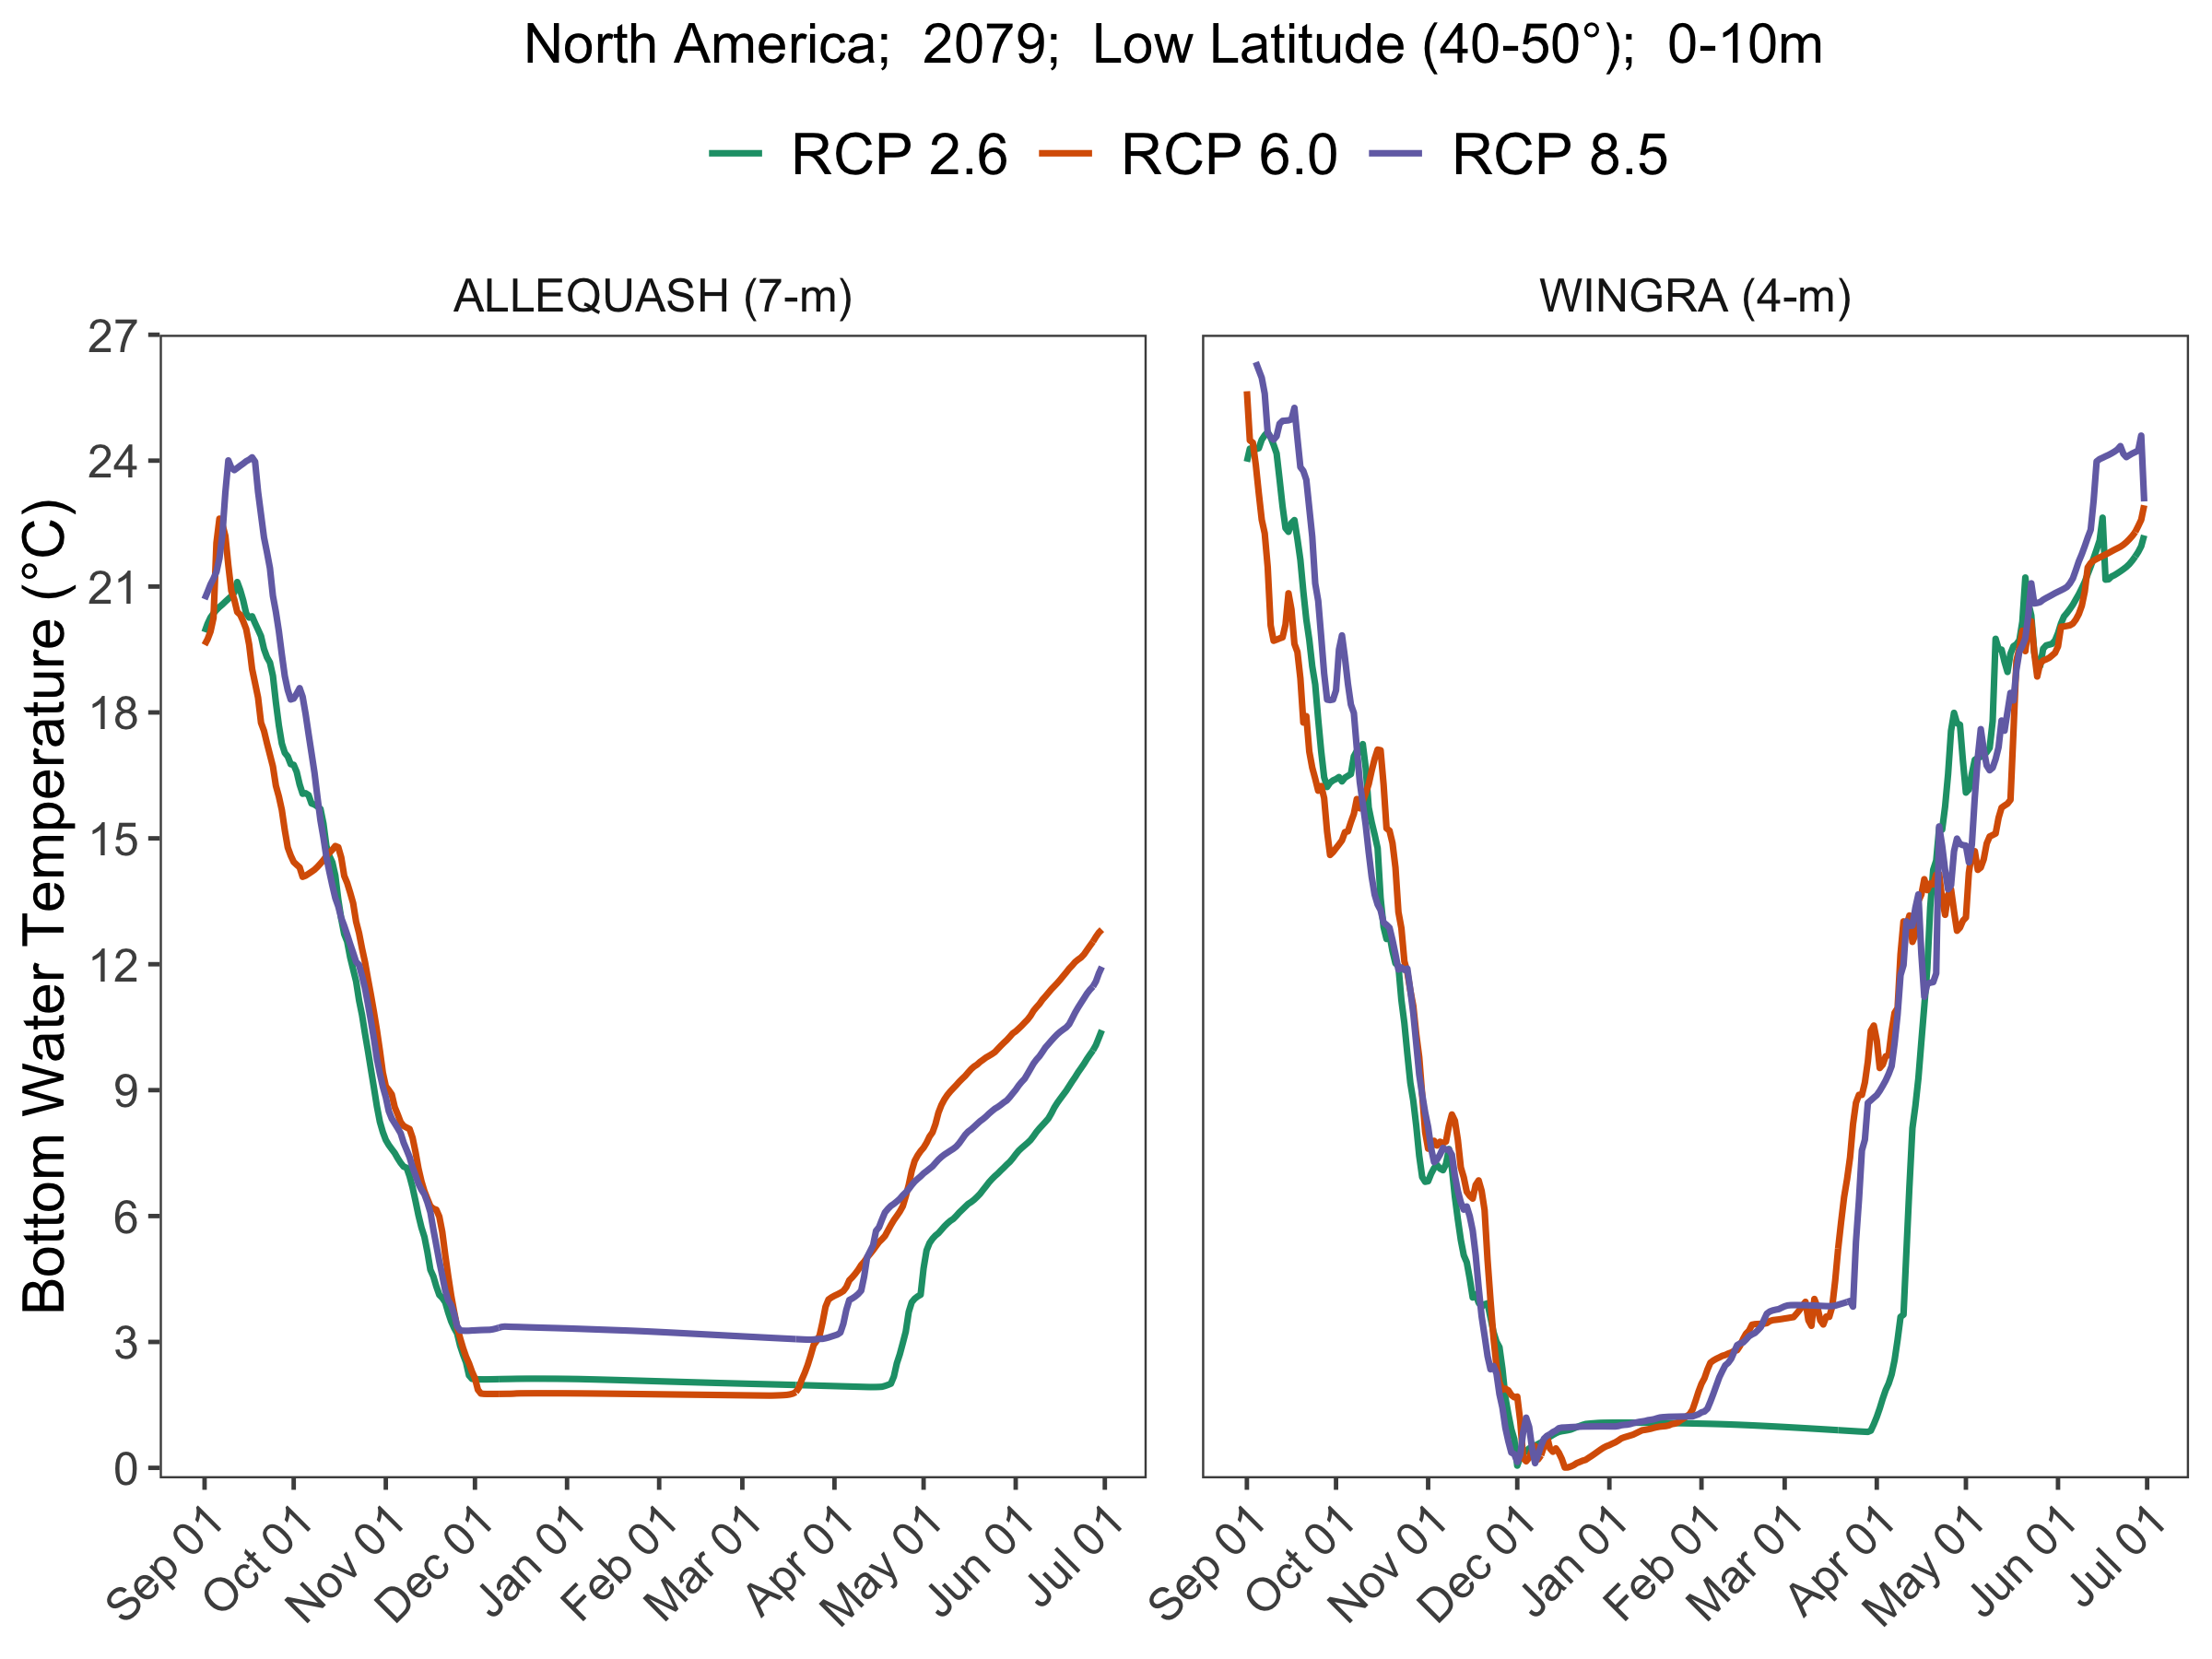 North America;  2079;  Low Latitude (40-50°);  0-10m
RCP 2.6 RCP 6.0 RCP 8.5
ALLEQUASH (7-m)
WINGRA (4-m)
Bottom Water Temperature (°C)
27
24
21
18
15
12
9
6
3
0
Sep 01 Oct 01 Nov 01 Dec 01 Jan 01 Feb 01 Mar 01 Apr 01 May 01 Jun 01 Jul 01
Sep 01 Oct 01 Nov 01 Dec 01 Jan 01 Feb 01 Mar 01 Apr 01 May 01 Jun 01 Jul 01